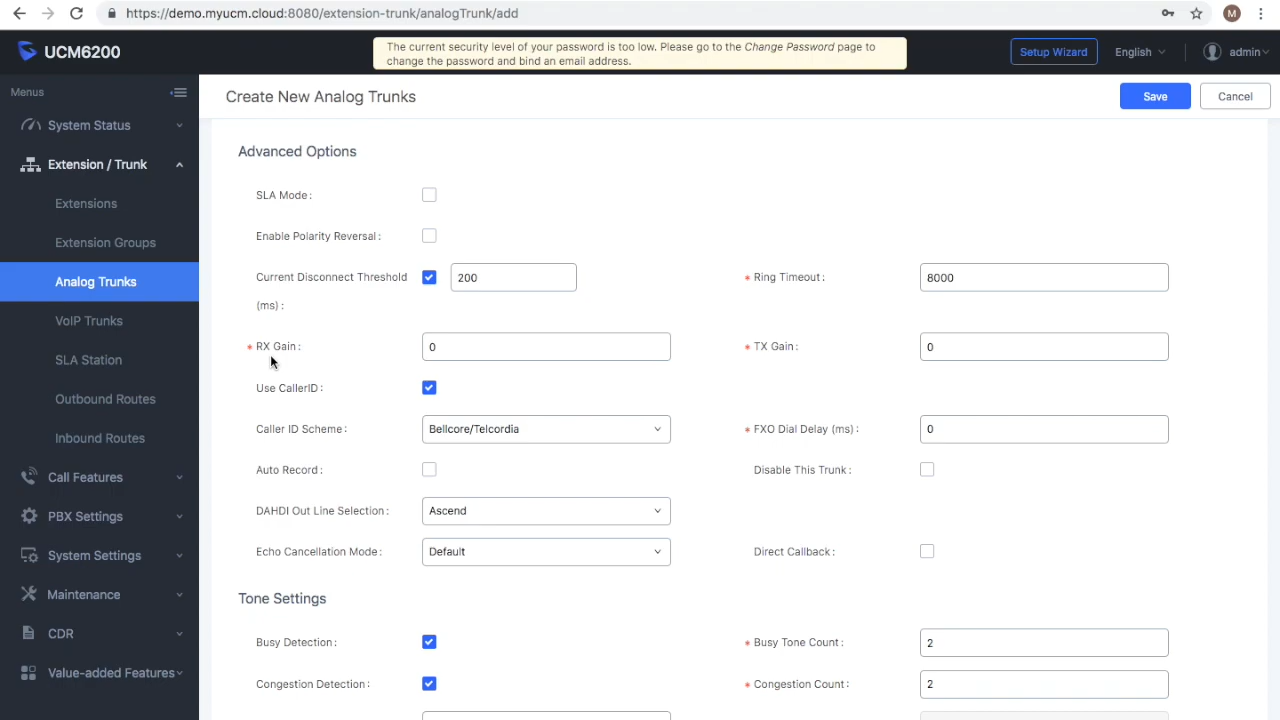 https://demo.myucm.cloud:8080/extension-trunk/analogTrunk/add
M
UCM6200
The current security level of your password is too low. Please go to the Change Password page to
change the password and bind an email address.
Setup Wizard
English
admin
Menus
System Status
Extension / Trunk
Extensions
Extension Groups
Analog Trunks
VoIP Trunks
SLA Station
Outbound Routes
Inbound Routes
Call Features
PBX Settings
System Settings
Maintenance
CDR
Value-added Features
Create New Analog Trunks
Save
Cancel
Advanced Options
SLA Mode :
Enable Polarity Reversal :
Current Disconnect Threshold
(ms) :
200
* Ring Timeout :
8000
* RX Gain :
0
* TX Gain :
0
Use CallerID :
Caller ID Scheme :
Bellcore/Telcordia
* FXO Dial Delay (ms) :
0
Auto Record :
Disable This Trunk :
DAHDI Out Line Selection :
Ascend
Echo Cancellation Mode :
Default
Direct Callback :
Tone Settings
Busy Detection :
* Busy Tone Count :
2
Congestion Detection :
* Congestion Count :
2